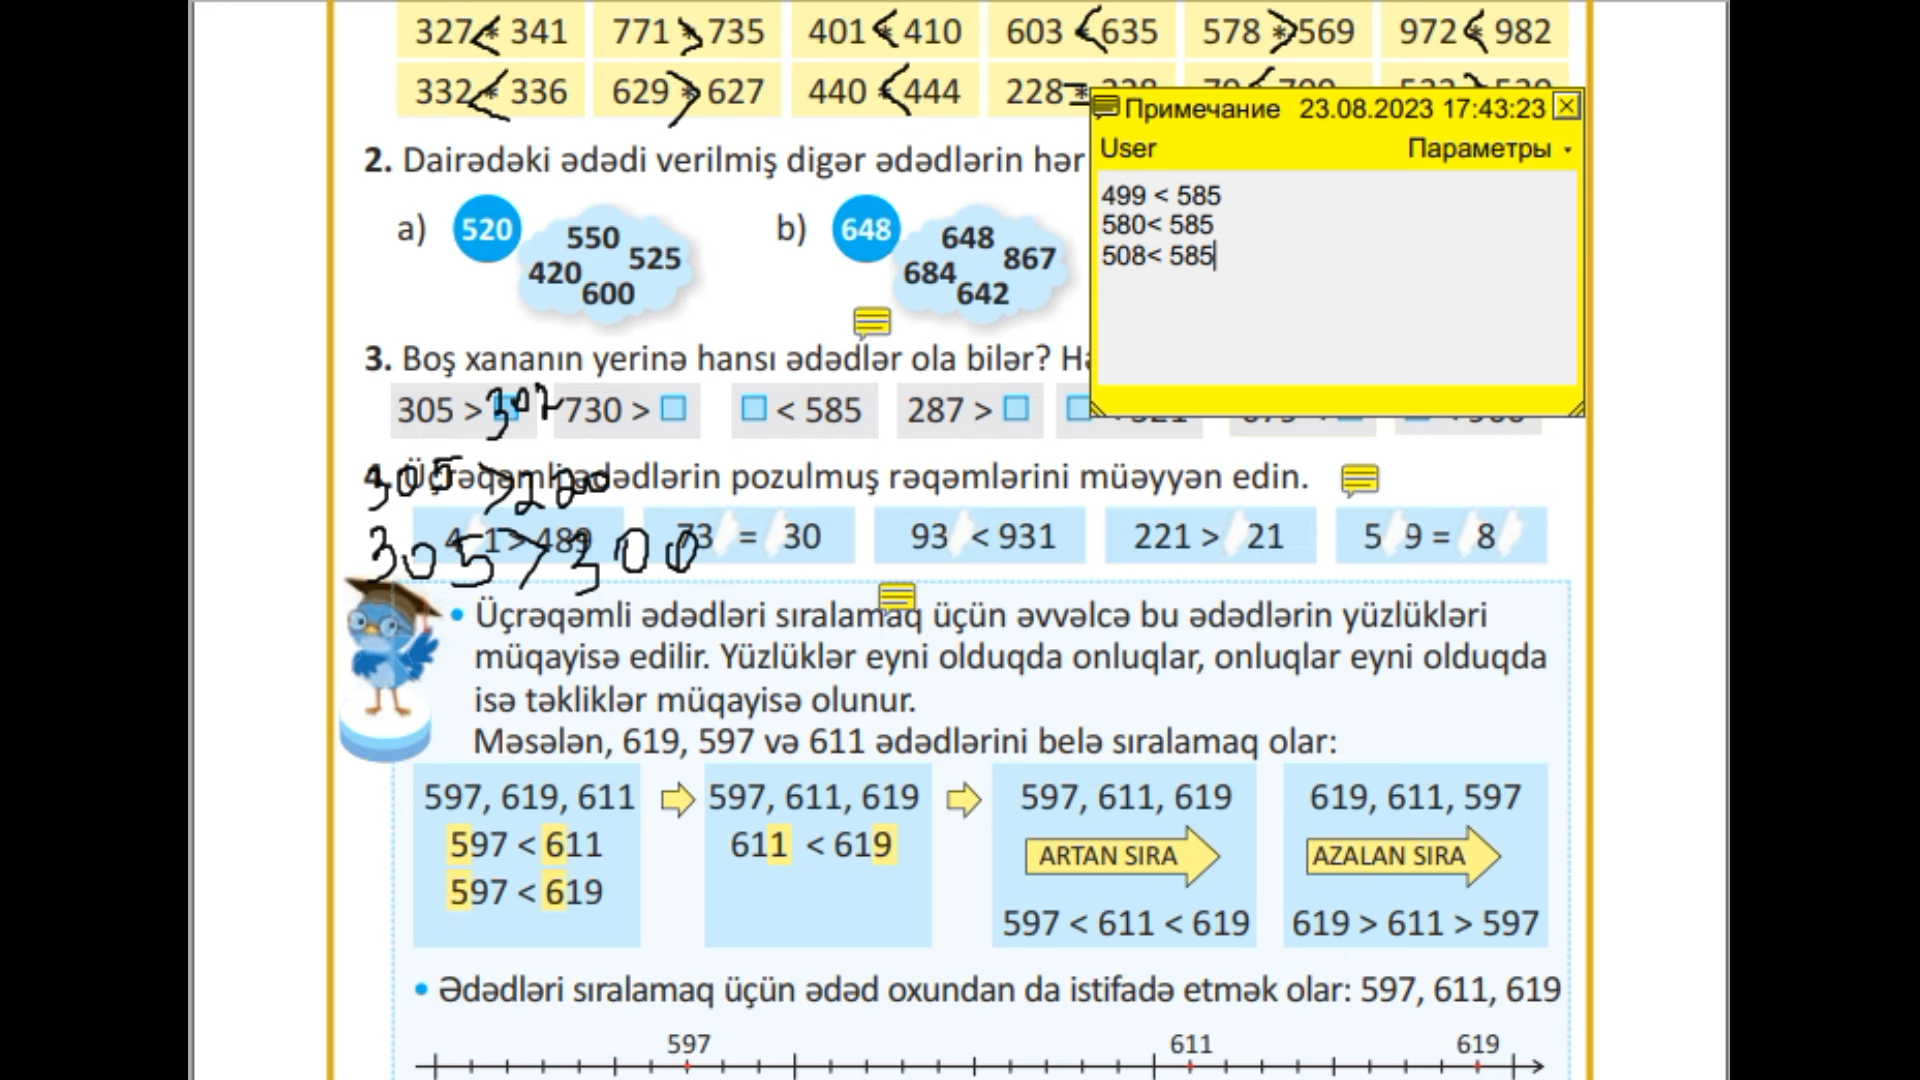 327 < 341 771 > 735 401 < 410 603 < 635 578 > 569 972 < 982
332 < 336 629 > 627 440 < 444 228 =
Примечание 23.08.2023 17:43:23
User Параметры
499 < 585
580< 585
508< 585
2. Dairədəki ədədi verilmiş digər ədədlərin hər
a) 520 550 525 420 600
b) 648 648 867 684 642
3. Boş xananın yerinə hansı ədədlər ola bilər?
305 > 307 730 > □ □ < 585 287 > □
4. Üçrəqəmli ədədlərin pozulmuş rəqəmlərini müəyyən edin.
305 > 220
4 1 > 489 73 = 30 93 < 931 221 > 21 5 9 = 8
305 > 300
• Üçrəqəmli ədədləri sıralamaq üçün əvvəlcə bu ədədlərin yüzlükləri
müqayisə edilir. Yüzlüklər eyni olduqda onluqlar, onluqlar eyni olduqda
isə təkliklər müqayisə olunur.
Məsələn, 619, 597 və 611 ədədlərini belə sıralamaq olar:
597, 619, 611 597, 611, 619 597, 611, 619 619, 611, 597
597 < 611 611 < 619 ARTAN SIRA AZALAN SIRA
597 < 619 597 < 611 < 619 619 > 611 > 597
• Ədədləri sıralamaq üçün ədəd oxundan da istifadə etmək olar: 597, 611, 619
597 611 619